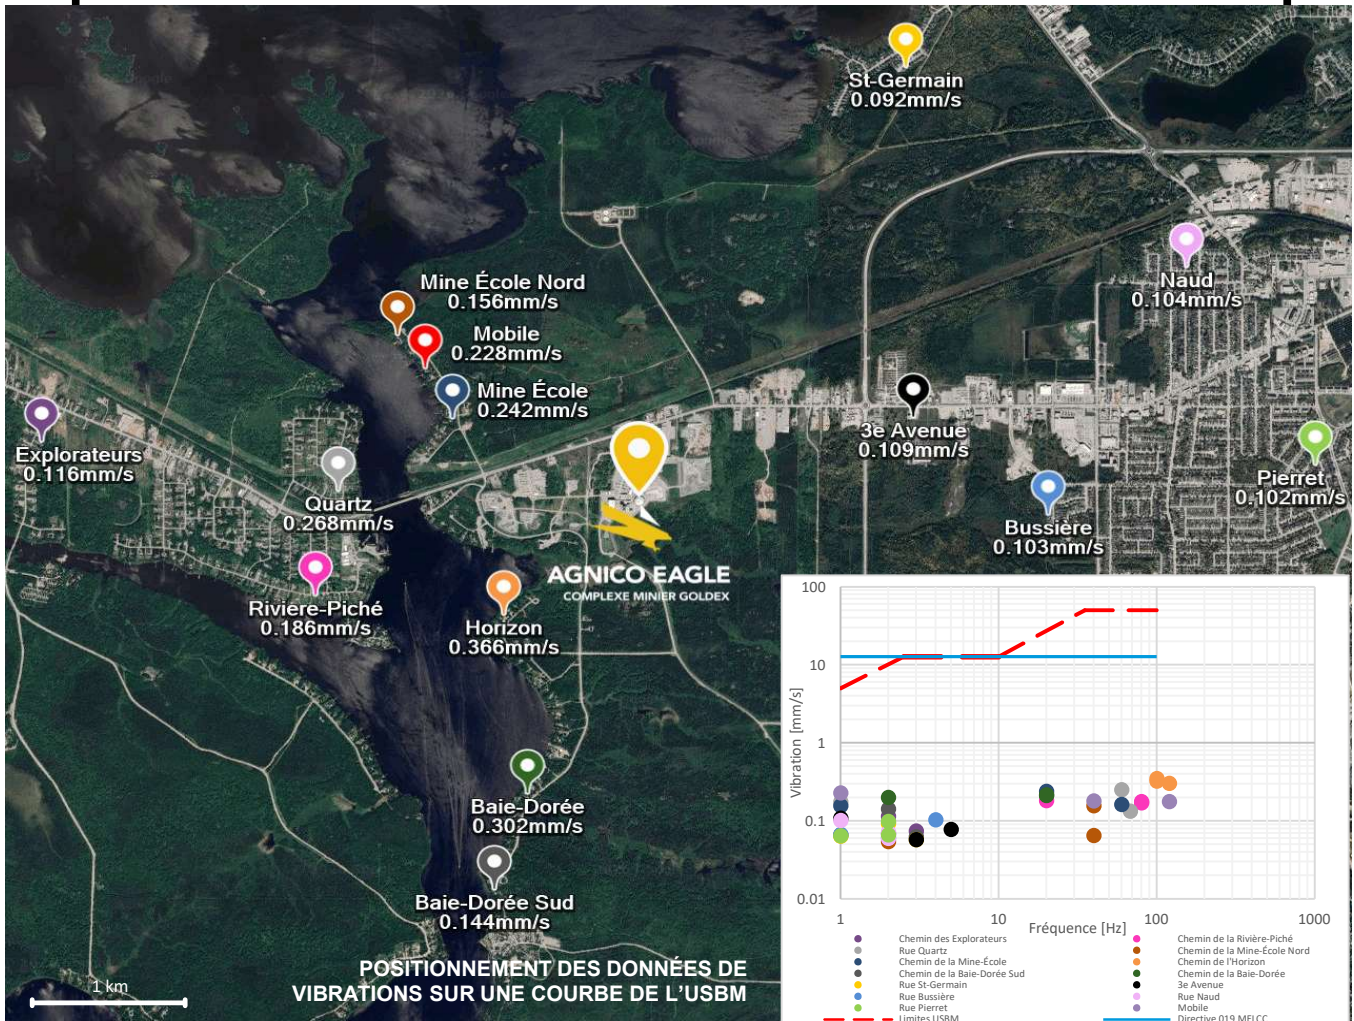 St-Germain
0.092mm/s
Naud
0.104mm/s
Mine École Nord
0.156mm/s
Mobile
0.228mm/s
Mine École
0.242mm/s
3e Avenue
0.109mm/s
Explorateurs
0.116mm/s
Quartz
0.268mm/s
Pierret
0.102mm/s
Bussière
0.103mm/s
AGNICO EAGLE
COMPLEXE MINIER GOLDEX
Riviere-Piché
0.186mm/s
Horizon
0.366mm/s
Baie-Dorée
0.302mm/s
Baie-Dorée Sud
0.144mm/s
POSITIONNEMENT DES DONNÉES DE
VIBRATIONS SUR UNE COURBE DE L'USBM
1 km
Vibration [mm/s]
100
10
1
0.1
0.01
1 10 100 1000
Fréquence [Hz]
Chemin des Explorateurs
Chemin de la Rivière-Piché
Rue Quartz
Chemin de la Mine-École Nord
Chemin de la Mine-École
Chemin de l'Horizon
Chemin de la Baie-Dorée Sud
Chemin de la Baie-Dorée
Rue St-Germain
3e Avenue
Rue Bussière
Rue Naud
Rue Pierret
Mobile
Limites USBM
Directive 019 MELCC